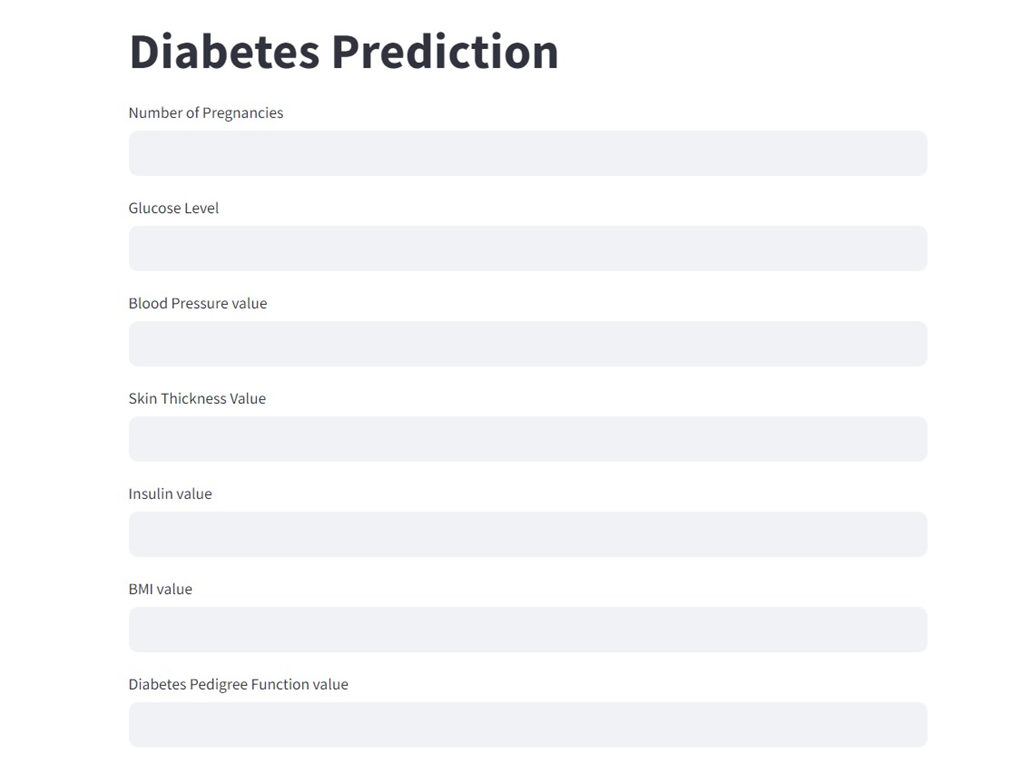 Diabetes Prediction
Number of Pregnancies
Glucose Level
Blood Pressure value
Skin Thickness Value
Insulin value
BMI value
Diabetes Pedigree Function value